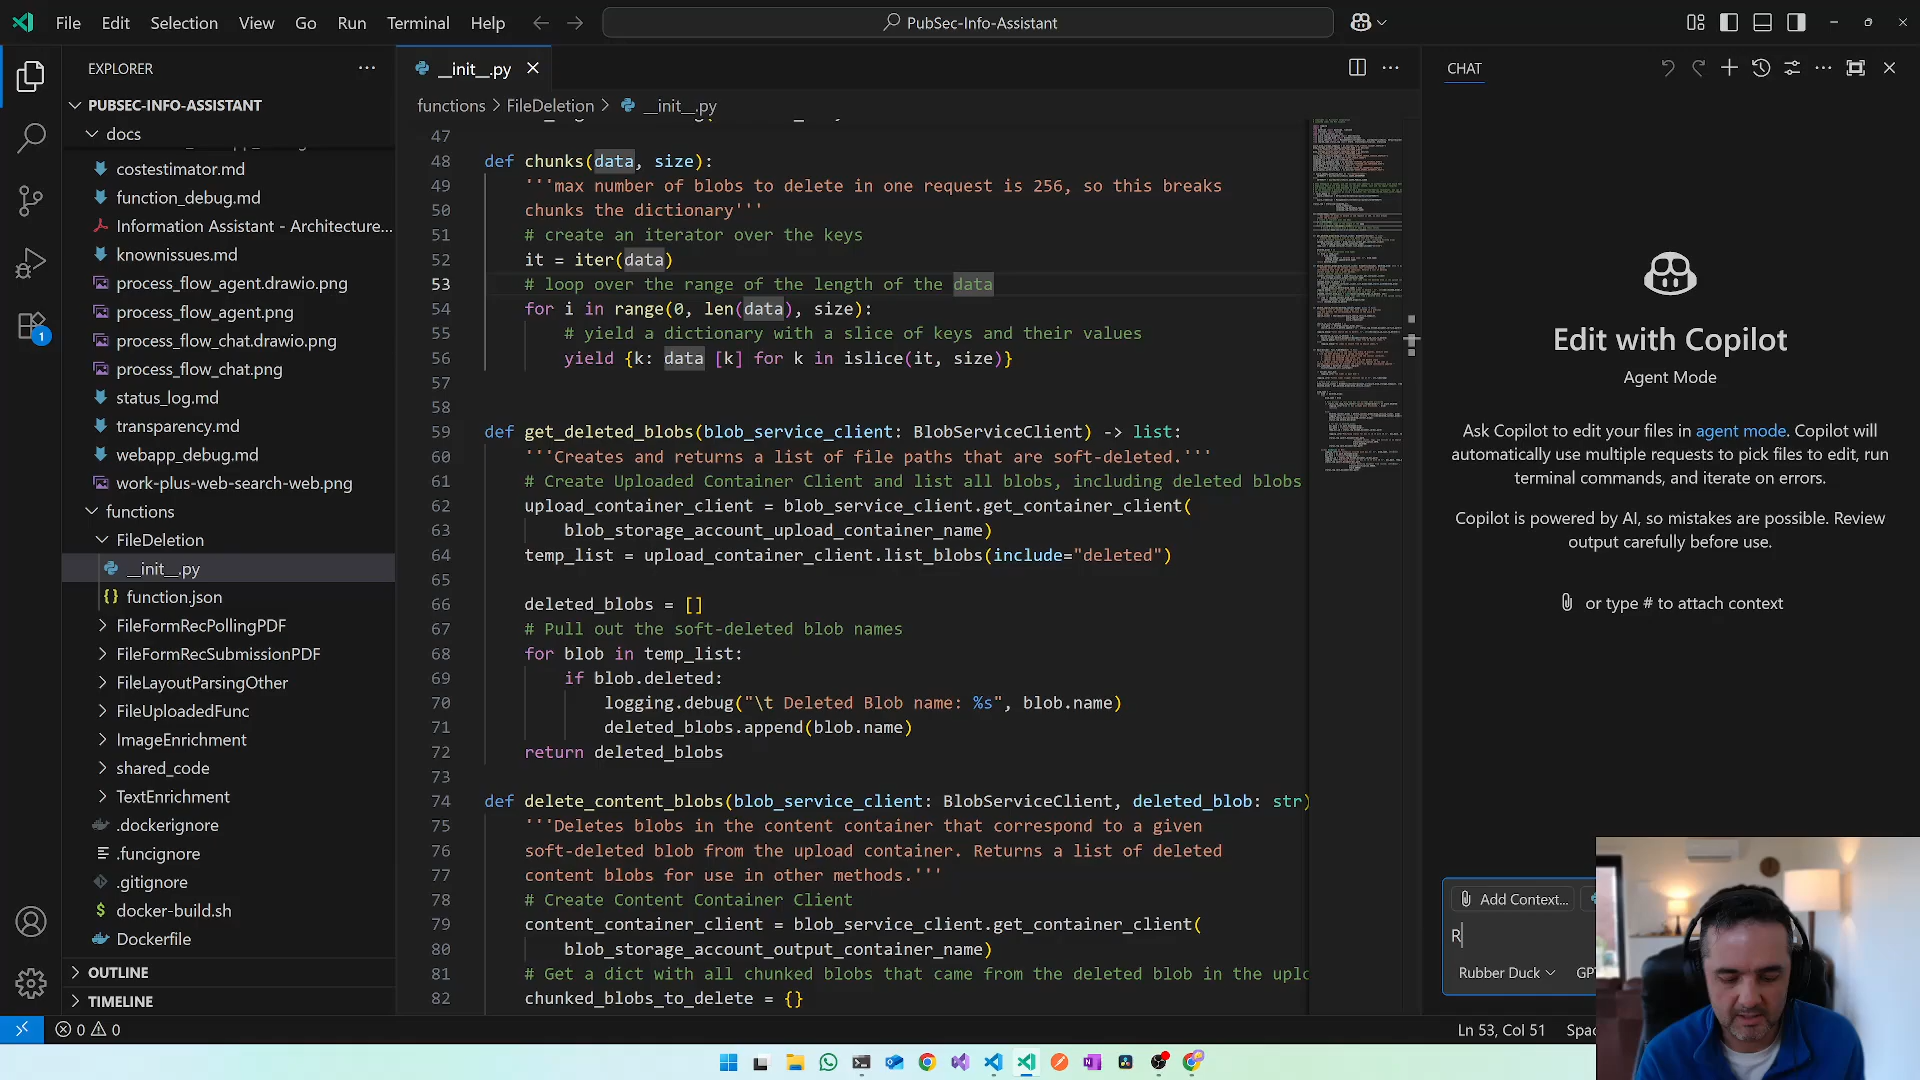 File Edit Selection View Go Run Terminal Help
PubSec-Info-Assistant
EXPLORER
PUBSEC-INFO-ASSISTANT
docs
costestimator.md
function_debug.md
Information Assistant - Architecture...
knownissues.md
process_flow_agent.drawio.png
process_flow_agent.png
process_flow_chat.drawio.png
process_flow_chat.png
status_log.md
transparency.md
webapp_debug.md
work-plus-web-search-web.png
functions
FileDeletion
__init__.py
function.json
FileFormRecPollingPDF
FileFormRecSubmissionPDF
FileLayoutParsingOther
FileUploadedFunc
ImageEnrichment
shared_code
TextEnrichment
.dockerignore
.funcignore
.gitignore
docker-build.sh
Dockerfile
OUTLINE
TIMELINE
1
__init__.py
functions > FileDeletion > __init__.py
47
48 def chunks(data, size):
49 '''max number of blobs to delete in one request is 256, so this breaks
50 chunks the dictionary'''
51 # create an iterator over the keys
52 it = iter(data)
53 # loop over the range of the length of the data
54 for i in range(0, len(data), size):
55 # yield a dictionary with a slice of keys and their values
56 yield {k: data [k] for k in islice(it, size)}
57
58
59 def get_deleted_blobs(blob_service_client: BlobServiceClient) -> list:
60 '''Creates and returns a list of file paths that are soft-deleted.'''
61 # Create Uploaded Container Client and list all blobs, including deleted blobs
62 upload_container_client = blob_service_client.get_container_client(
63 blob_storage_account_upload_container_name)
64 temp_list = upload_container_client.list_blobs(include="deleted")
65
66 deleted_blobs = []
67 # Pull out the soft-deleted blob names
68 for blob in temp_list:
69 if blob.deleted:
70 logging.debug("\t Deleted Blob name: %s", blob.name)
71 deleted_blobs.append(blob.name)
72 return deleted_blobs
73
74 def delete_content_blobs(blob_service_client: BlobServiceClient, deleted_blob: str)
75 '''Deletes blobs in the content container that correspond to a given
76 soft-deleted blob from the upload container. Returns a list of deleted
77 content blobs for use in other methods.'''
78 # Create Content Container Client
79 content_container_client = blob_service_client.get_container_client(
80 blob_storage_account_output_container_name)
81 # Get a dict with all chunked blobs that came from the deleted blob in the uplo
82 chunked_blobs_to_delete = {}
CHAT
Edit with Copilot
Agent Mode
Ask Copilot to edit your files in agent mode. Copilot will
automatically use multiple requests to pick files to edit, run
terminal commands, and iterate on errors.
Copilot is powered by AI, so mistakes are possible. Review
output carefully before use.
or type # to attach context
Add Context...
R
Rubber Duck GP
0 0
Ln 53, Col 51 Spac